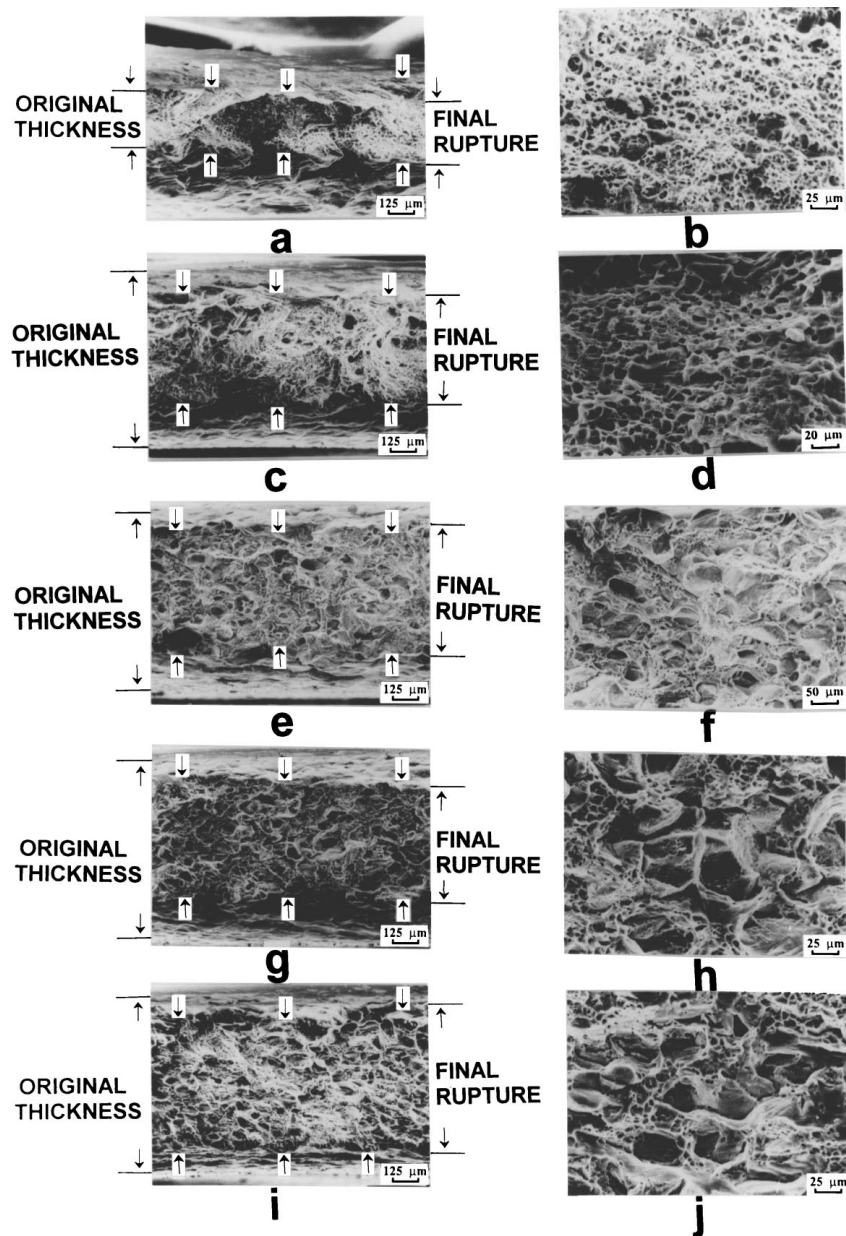 ORIGINAL
THICKNESS
FINAL
RUPTURE
125 μm
a
25 μm
b
ORIGINAL
THICKNESS
FINAL
RUPTURE
125 μm
c
20 μm
d
ORIGINAL
THICKNESS
FINAL
RUPTURE
125 μm
e
50 μm
f
ORIGINAL
THICKNESS
FINAL
RUPTURE
125 μm
g
25 μm
h
ORIGINAL
THICKNESS
FINAL
RUPTURE
125 μm
i
25 μm
j